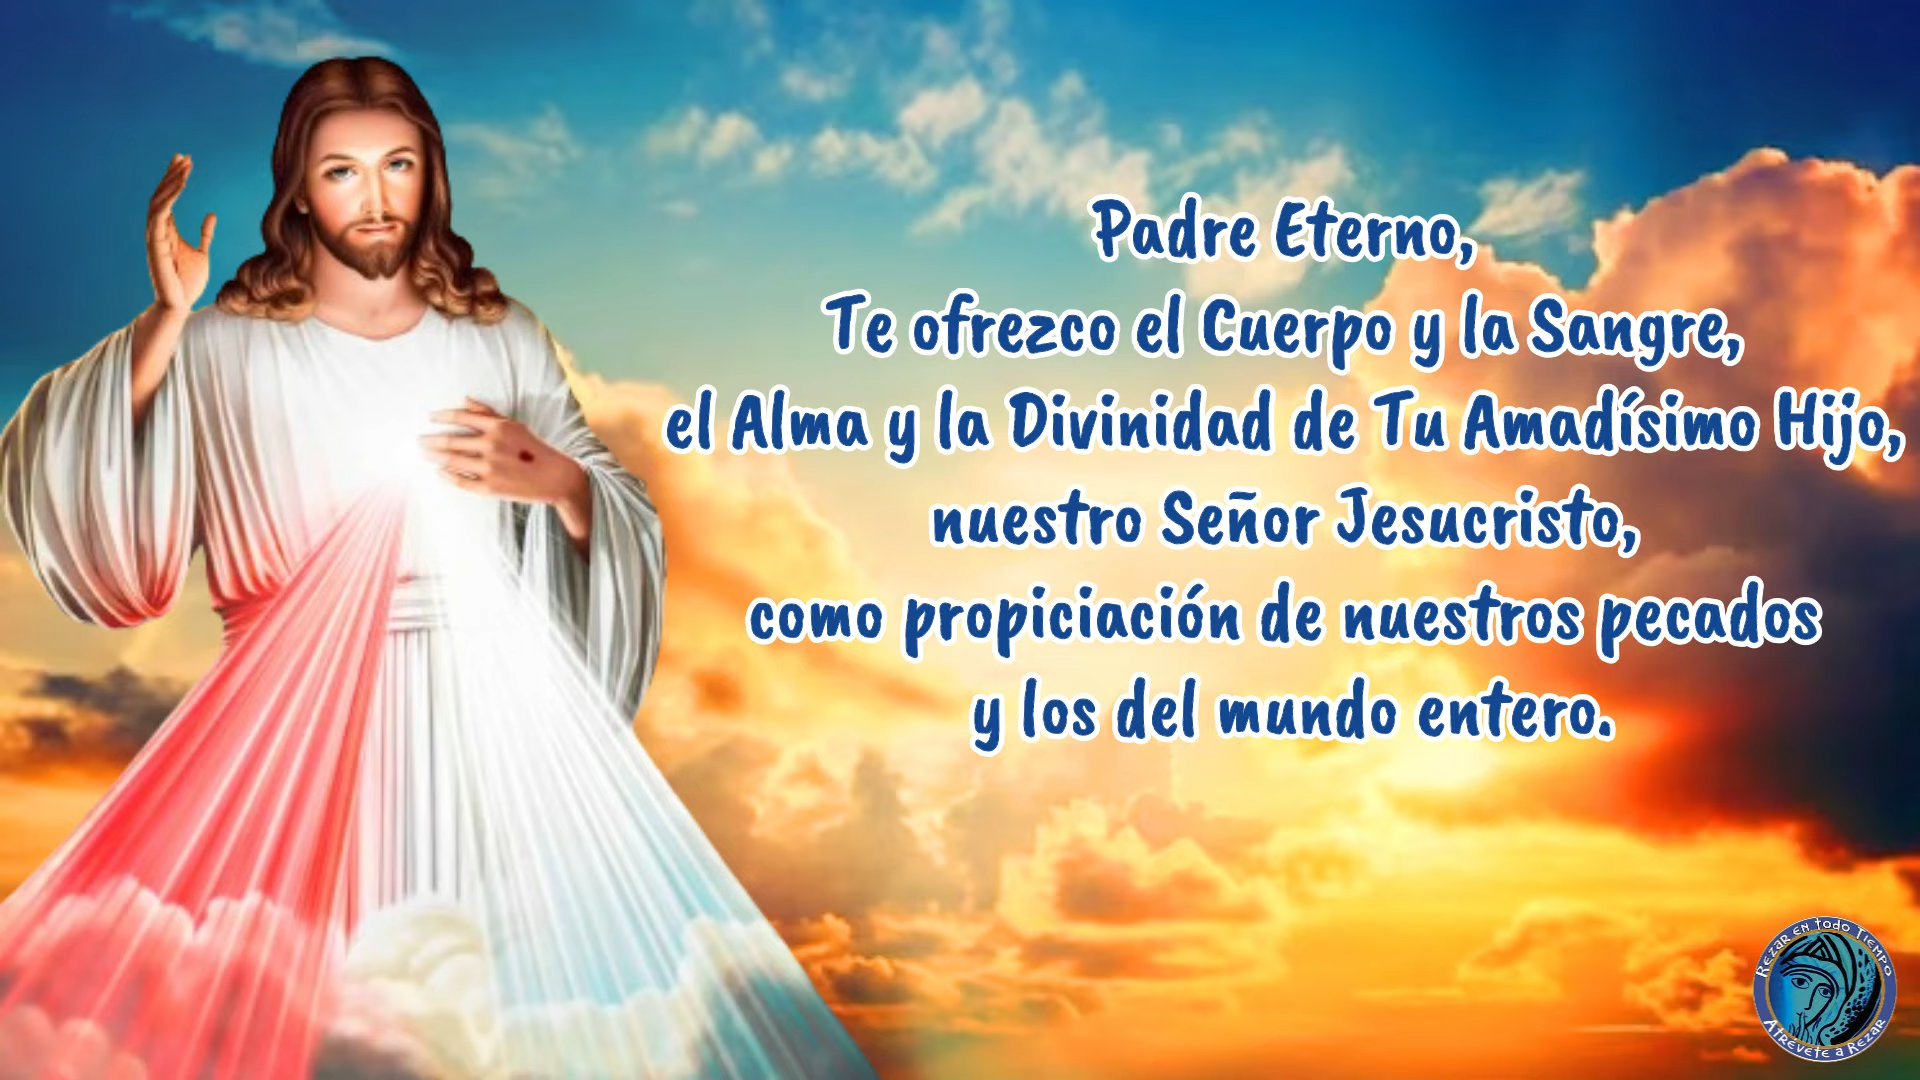 Padre Eterno,
Te ofrezco el Cuerpo y la Sangre,
el Alma y la Divinidad de Tu Amadísimo Hijo,
nuestro Señor Jesucristo,
como propiciación de nuestros pecados
y los del mundo entero.
Rezar en todo Tiempo
Atrévete a Rezar